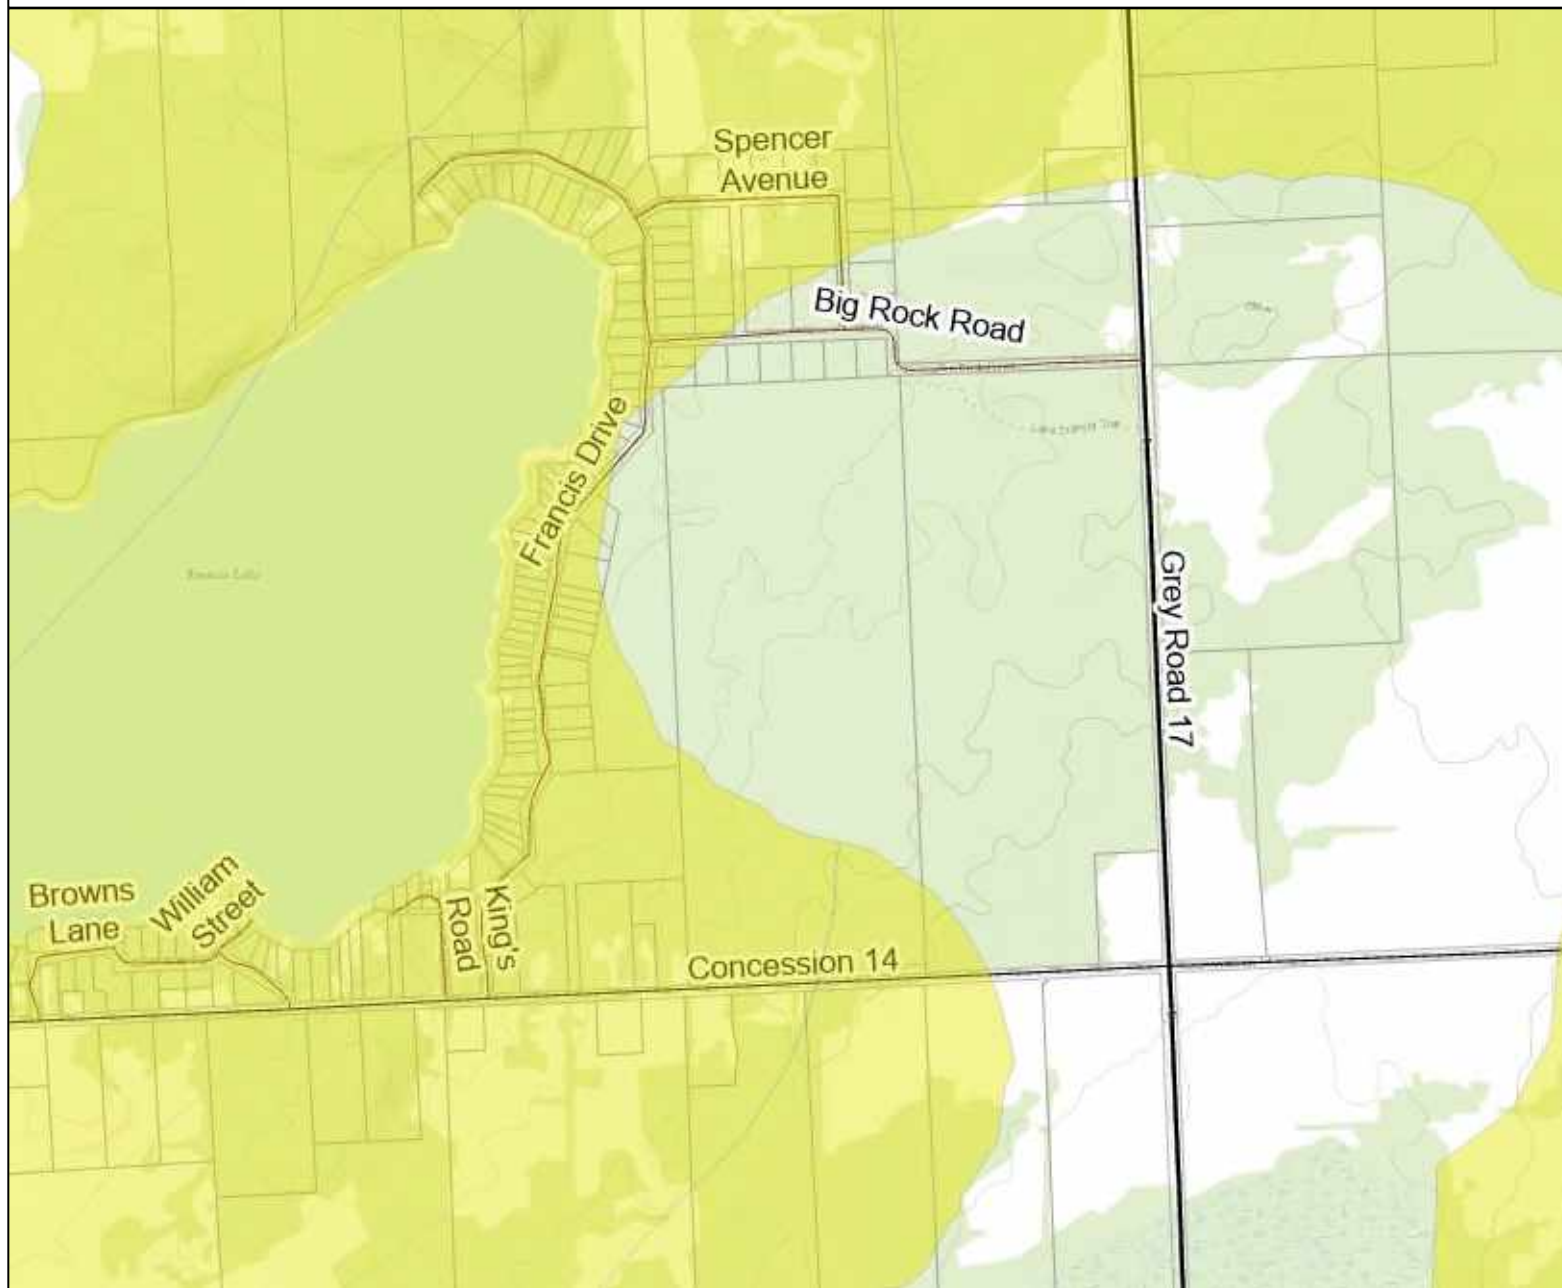 Spencer
Avenue
Big Rock Road
Francis Drive
Grey Road 17
Browns
Lane
William
Street
King's
Road
Concession 14